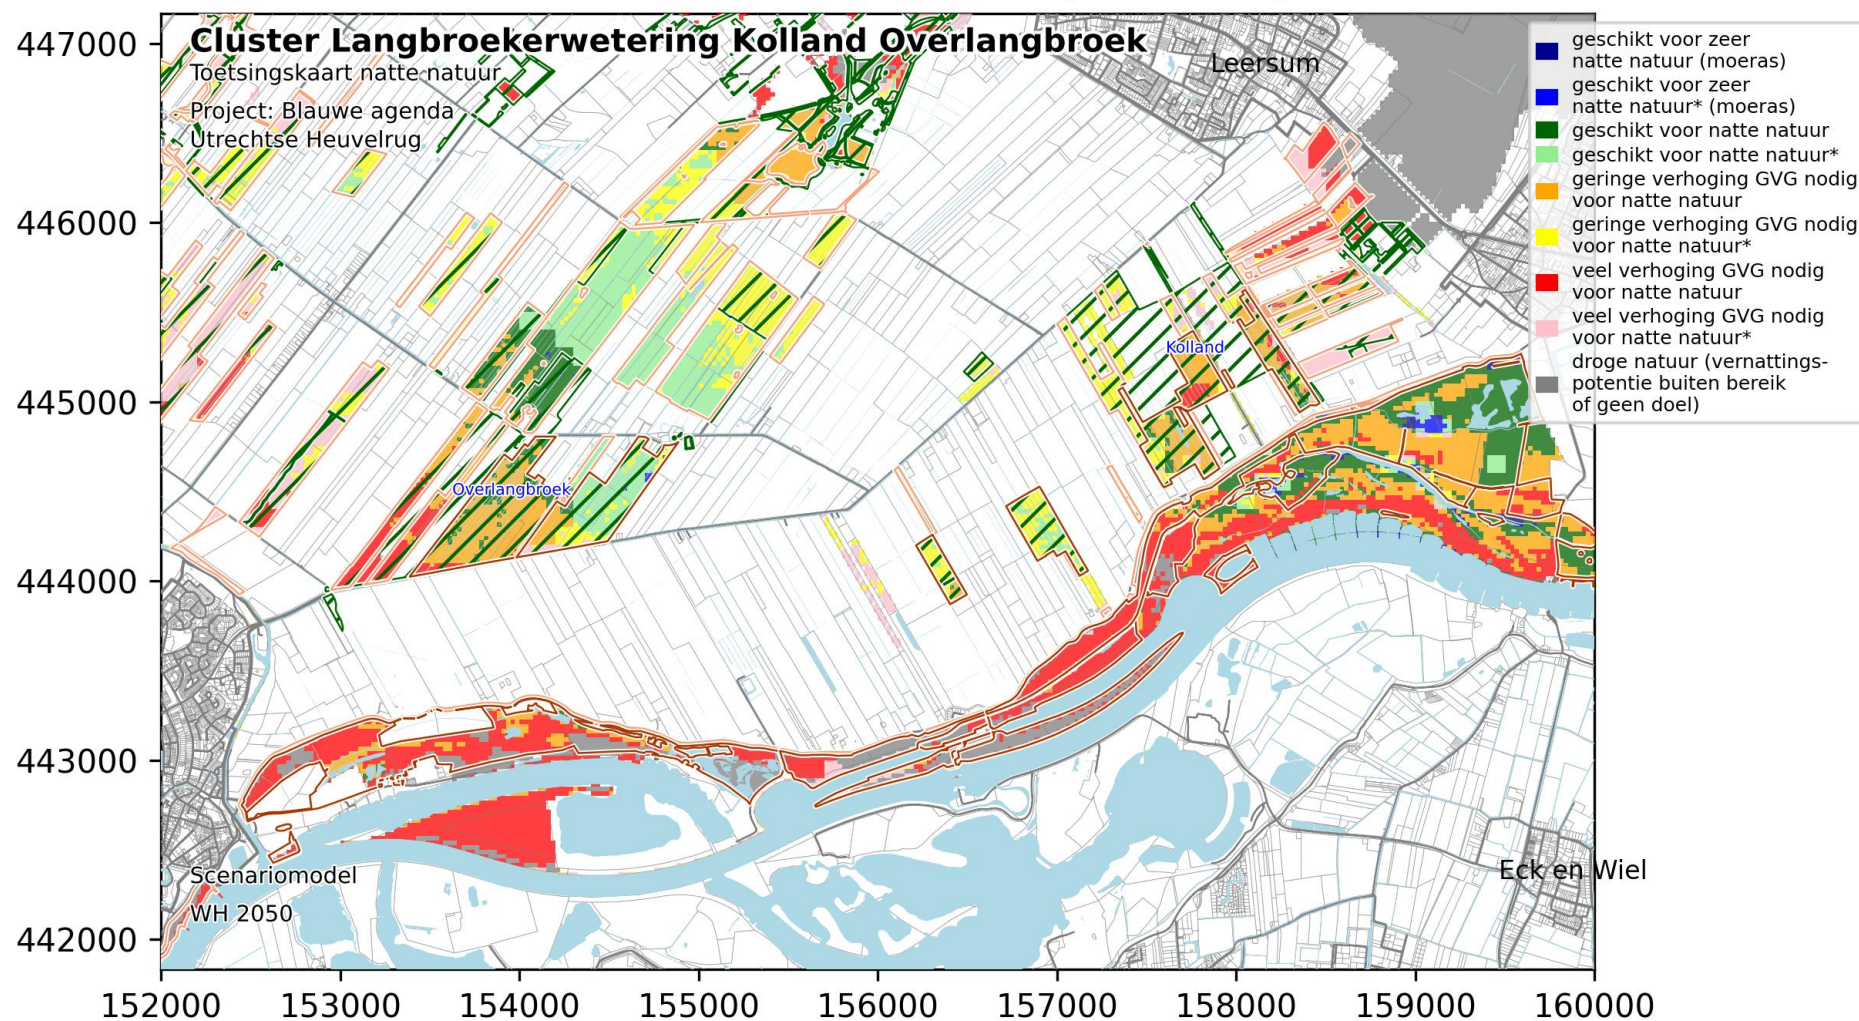 Cluster Langbroekerwetering Kolland Overlangbroek
Toetsingskaart natte natuur
Project: Blauwe agenda
Utrechtse Heuvelrug
Leersum
geschikt voor zeer
natte natuur (moeras)
geschikt voor zeer
natte natuur* (moeras)
geschikt voor natte natuur
geschikt voor natte natuur*
geringe verhoging GVG nodig
voor natte natuur
geringe verhoging GVG nodig
voor natte natuur*
veel verhoging GVG nodig
voor natte natuur
veel verhoging GVG nodig
voor natte natuur*
droge natuur (vernattings-
potentie buiten bereik
of geen doel)
Kolland
Overlangbroek
Eck en Wiel
Scenariomodel
WH 2050
447000
446000
445000
444000
443000
442000
152000 153000 154000 155000 156000 157000 158000 159000 160000